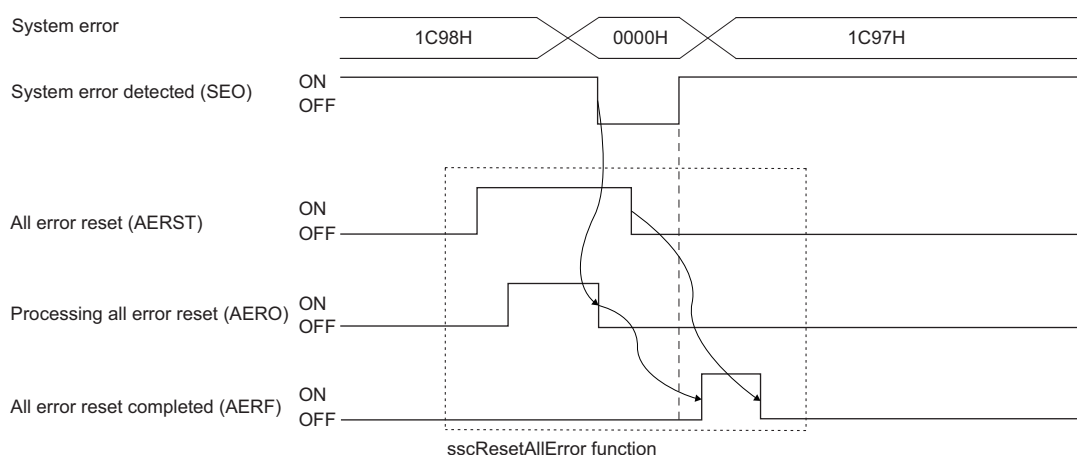 System error
1C98H 0000H 1C97H
System error detected (SEO)
ON
OFF
All error reset (AERST)
ON
OFF
Processing all error reset (AERO)
ON
OFF
All error reset completed (AERF)
ON
OFF
sscResetAllError function